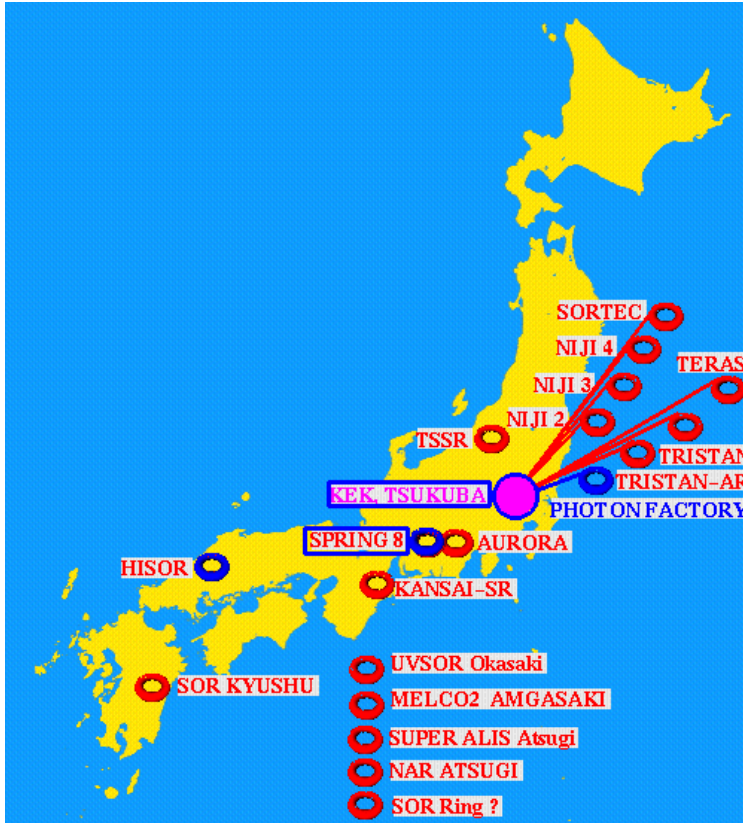 SORTEC
NIJI 4
TERAS
NIJI 3
NIJI 2
TSSR
TRISTAN
TRISTAN-AR
KEK, TSUKUBA
PHOTON FACTORY
SPRING 8
AURORA
HISOR
KANSAI-SR
UVSOR Okasaki
SOR KYUSHU
MELCO2 AMGASAKI
SUPER ALIS Atsugi
NAR ATSUGI
SOR Ring ?